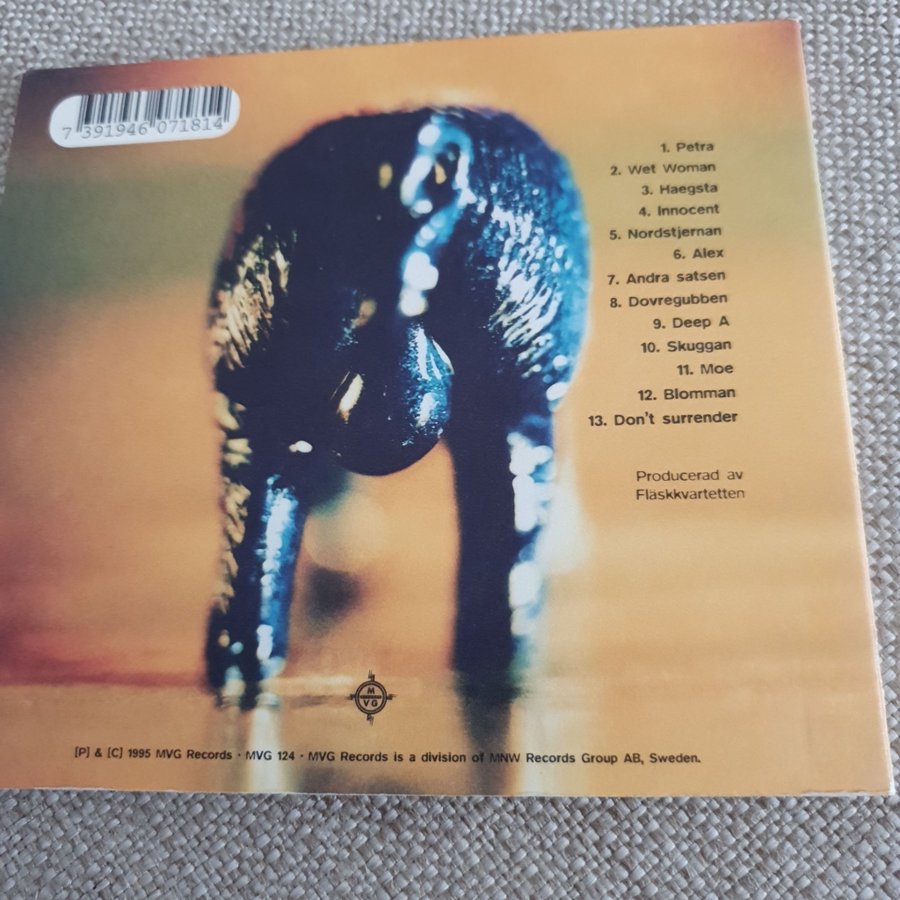 7 391946 071814
1. Petra
2. Wet Woman
3. Haegsta
4. Innocent
5. Nordstjernan
6. Alex
7. Andra satsen
8. Dovregubben
9. Deep A
10. Skuggan
11. Moe
12. Blomman
13. Don't surrender
Producerad av
Fläskkvartetten
M
VG
[P] & [C] 1995 MVG Records · MVG 124 · MVG Records is a division of MNW Records Group AB, Sweden.